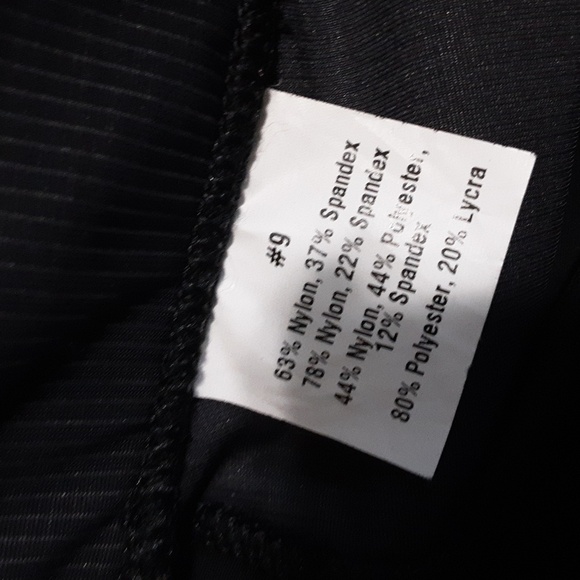 #9
63% Nylon, 37% Spandex
78% Nylon, 22% Spandex
44% Nylon, 44% Polyester,
12% Spandex
80% Polyester, 20% Lycra